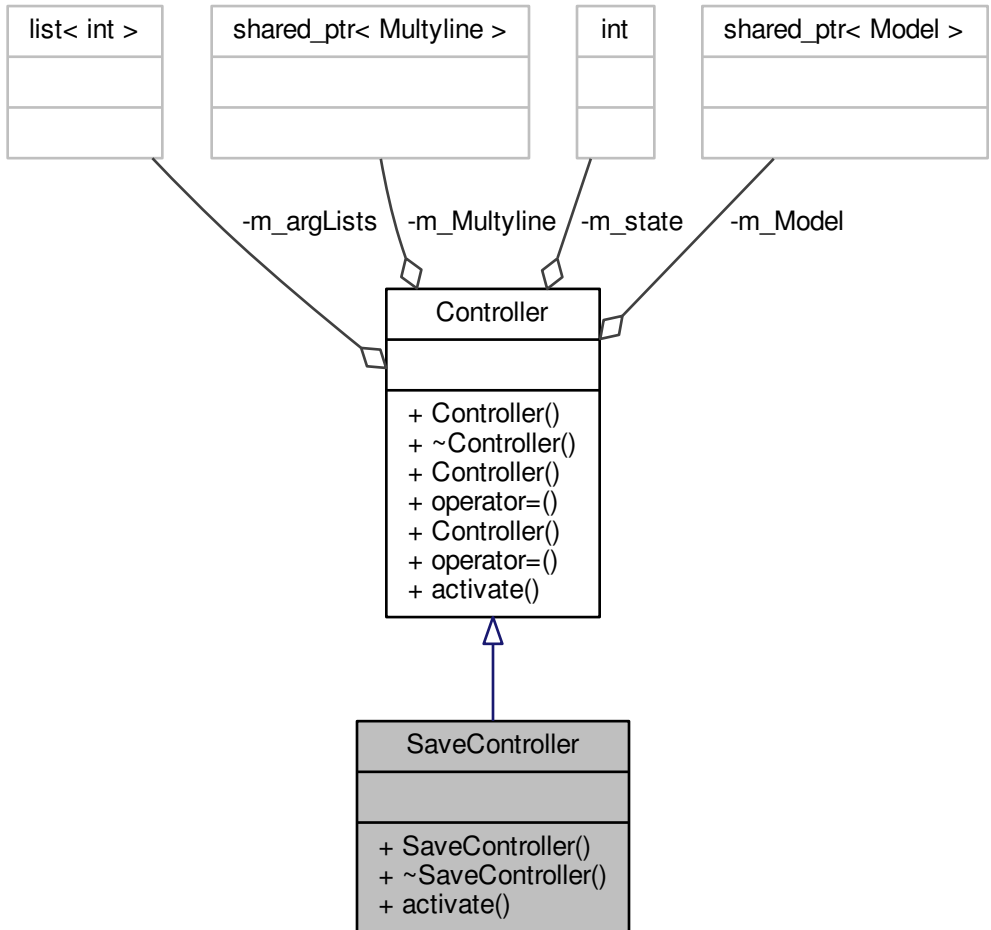 list< int >
shared_ptr< Multyline >
int
shared_ptr< Model >
-m_argLists
-m_Multyline
-m_state
-m_Model
Controller
+ Controller()
+ ~Controller()
+ Controller()
+ operator=()
+ Controller()
+ operator=()
+ activate()
SaveController
+ SaveController()
+ ~SaveController()
+ activate()